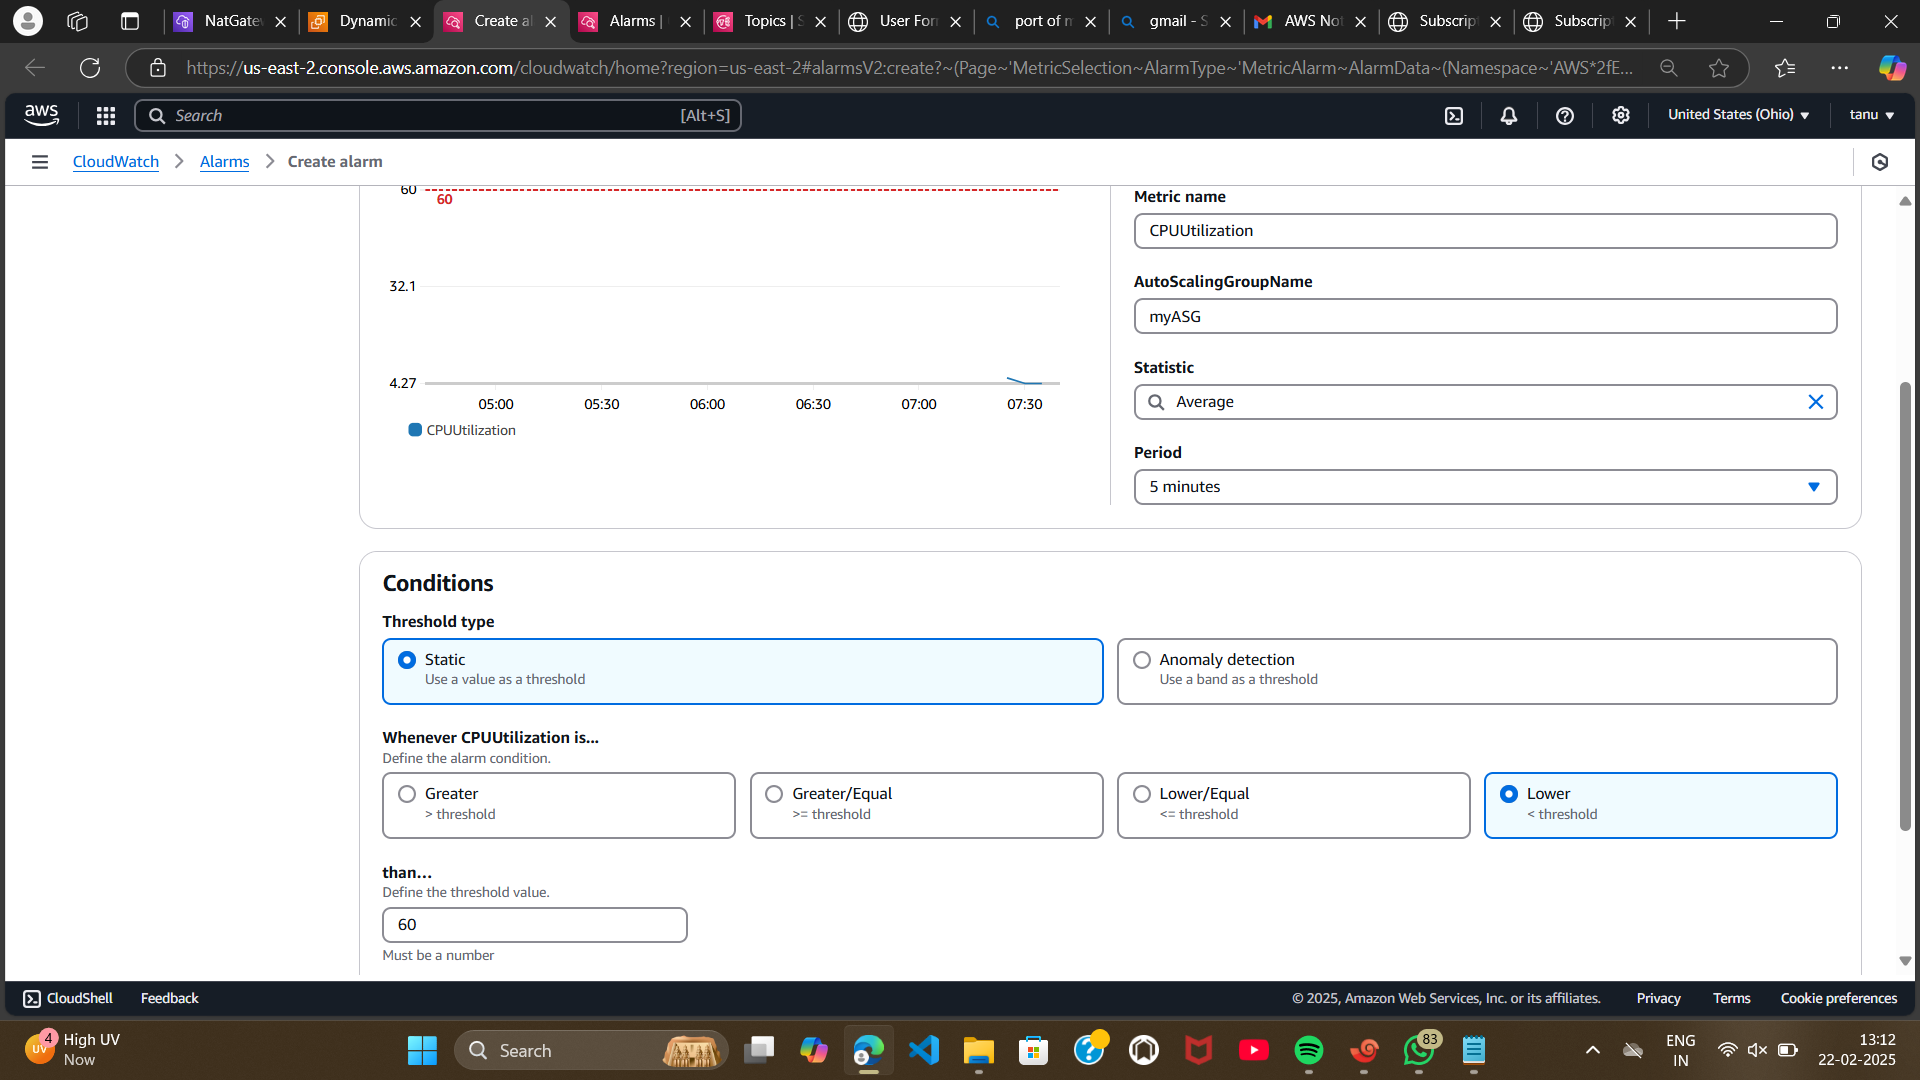 NatGatew
Dynamic
Create al
Alarms |
Topics | S
User For
port of m
gmail - S
AWS Not
Subscrip
Subscrip
https://us-east-2.console.aws.amazon.com/cloudwatch/home?region=us-east-2#alarmsV2:create?~(Page~'MetricSelection~AlarmType~'MetricAlarm~AlarmData~(Namespace~'AWS*2fE...
aws
Search
[Alt+S]
United States (Ohio)
tanu
CloudWatch
Alarms
Create alarm
60
60
32.1
4.27
05:00
05:30
06:00
06:30
07:00
07:30
CPUUtilization
Metric name
CPUUtilization
AutoScalingGroupName
myASG
Statistic
Average
Period
5 minutes
Conditions
Threshold type
Static
Use a value as a threshold
Anomaly detection
Use a band as a threshold
Whenever CPUUtilization is...
Define the alarm condition.
Greater
> threshold
Greater/Equal
>= threshold
Lower/Equal
<= threshold
Lower
< threshold
than...
Define the threshold value.
60
Must be a number
CloudShell
Feedback
© 2025, Amazon Web Services, Inc. or its affiliates.
Privacy
Terms
Cookie preferences
4
UV
High UV
Now
Search
83
ENG
IN
13:12
22-02-2025